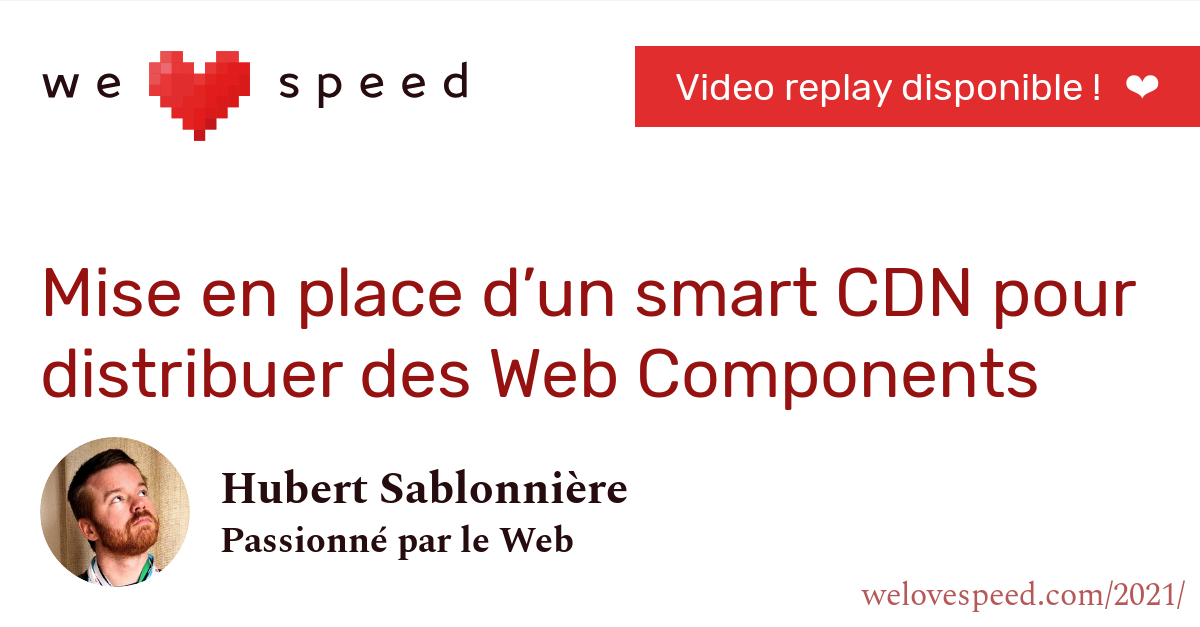 we ❤ speed
Video replay disponible ! ❤
Mise en place d’un smart CDN pour
distribuer des Web Components
Hubert Sablonnière
Passionné par le Web
welovespeed.com/2021/